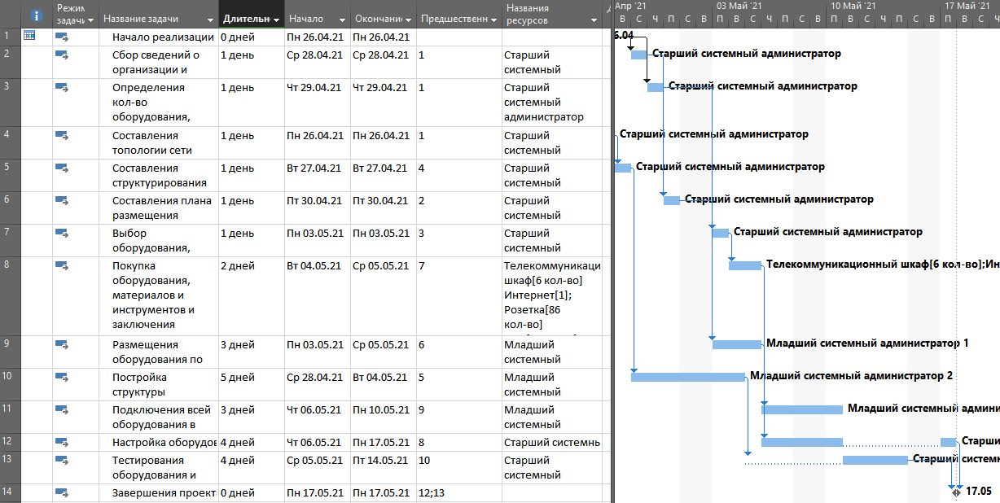 Режим задачи
Название задачи
Длительн
Начало
Окончани
Предшественн
Названия ресурсов
Апр '21
03 Май '21
10 Май '21
17 Май '21
В С Ч П С В П В С Ч П С В П В С Ч П С В П В С
1 Начало реализации 0 дней Пн 26.04.21 Пн 26.04.21
2 Сбор сведений о 1 день Ср 28.04.21 Ср 28.04.21 1 Старший
организации и системный
3 Определения 1 день Чт 29.04.21 Чт 29.04.21 1 Старший
кол-во системный
оборудования, администратор
4 Составления 1 день Пн 26.04.21 Пн 26.04.21 1 Старший
топологии сети системный
5 Составления 1 день Вт 27.04.21 Вт 27.04.21 4 Старший
структурирования системный
6 Составления плана 1 день Пт 30.04.21 Пт 30.04.21 2 Старший
размещения системный
7 Выбор 1 день Пн 03.05.21 Пн 03.05.21 3 Старший
оборудования, системный
8 Покупка 2 дней Вт 04.05.21 Ср 05.05.21 7 Телекоммуникаци
оборудования, шкаф[6 кол-во]
материалов и Интернет[1];
инструментов и Розетка[86
заключения кол-во]
9 Размещения 3 дней Пн 03.05.21 Ср 05.05.21 6 Младший
оборудования по системный
10 Постройка 5 дней Ср 28.04.21 Вт 04.05.21 5 Младший
структуры системный
11 Подключения всей 3 дней Чт 06.05.21 Пн 10.05.21 9 Младший
оборудования в системный
12 Настройка оборудов 4 дней Чт 06.05.21 Пн 17.05.21 8 Старший системнь
13 Тестирования 4 дней Ср 05.05.21 Пт 14.05.21 10 Старший
оборудования и системный
14 Завершения проект 0 дней Пн 17.05.21 Пн 17.05.21 12;13
6.04
Старший системный администратор
Старший системный администратор
Старший системный администратор
Старший системный администратор
Старший системный администратор
Старший системный администратор
Телекоммуникационный шкаф[6 кол-во];Ин
Младший системный администратор 1
Младший системный администратор 2
Младший системный админи
Старши
Старший системн
17.05